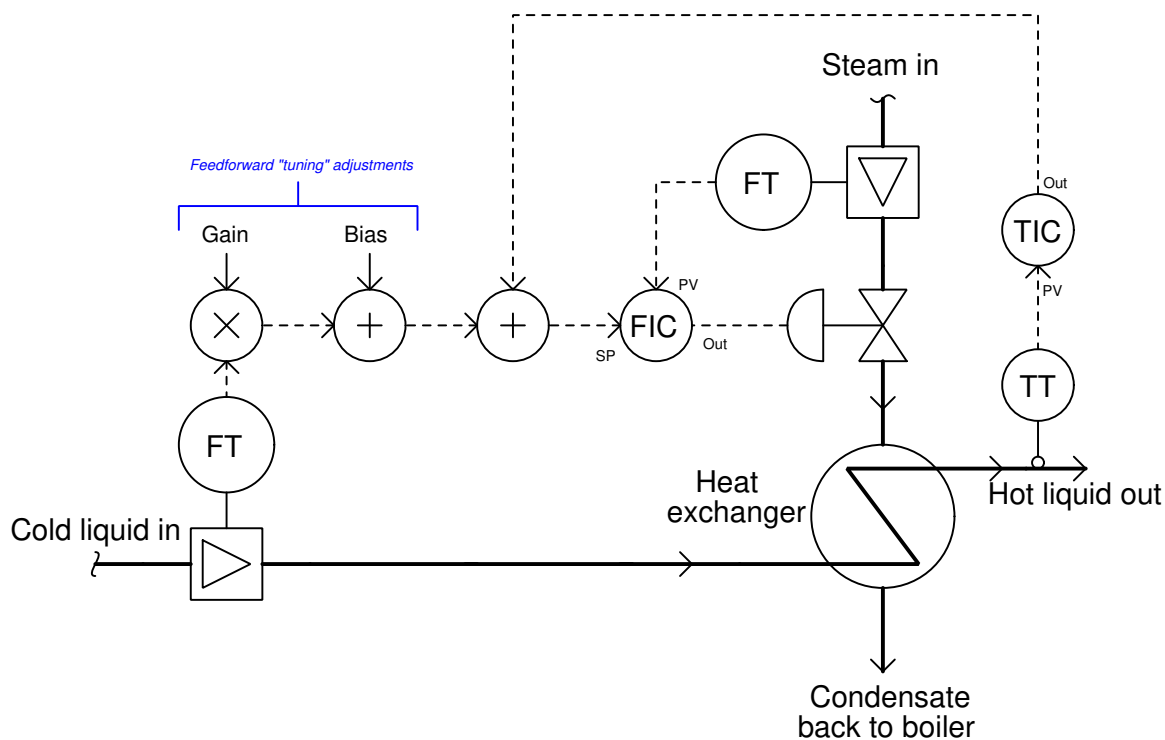 Steam in
Feedforward "tuning" adjustments
Gain
Bias
FT
Out
TIC
PV
PV
×
+
+
FIC
SP
Out
TT
FT
Heat
exchanger
Hot liquid out
Cold liquid in
Condensate
back to boiler